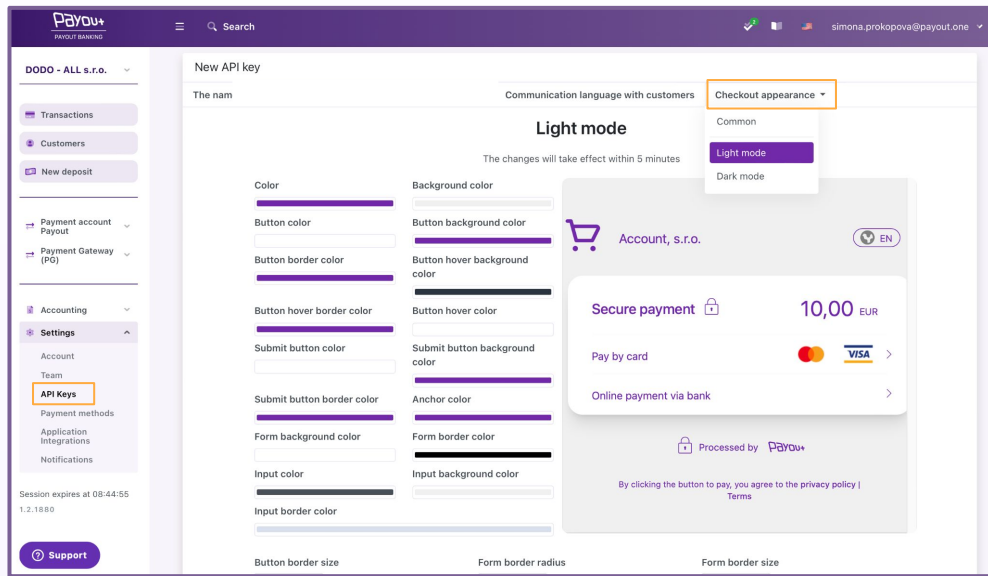 Payout
PAYOUT BANKING
Search
2
simona.prokopova@payout.one
DODO - ALL s.r.o.
Transactions
Customers
New deposit
Payment account
Payout
Payment Gateway
(PG)
Accounting
Settings
Account
Team
API Keys
Payment methods
Application
Integrations
Notifications
Session expires at 08:44:55
1.2.1880
Support
New API key
The nam
Communication language with customers
Checkout appearance
Common
Light mode
Dark mode
Light mode
The changes will take effect within 5 minutes
Color
Background color
Button color
Button background color
Button border color
Button hover background
color
Button hover border color
Button hover color
Submit button color
Submit button background
color
Submit button border color
Anchor color
Form background color
Form border color
Input color
Input background color
Input border color
Button border size
Form border radius
Form border size
Account, s.r.o.
EN
Secure payment
10,00 EUR
Pay by card
VISA
Online payment via bank
Processed by Payout
By clicking the button to pay, you agree to the privacy policy |
Terms